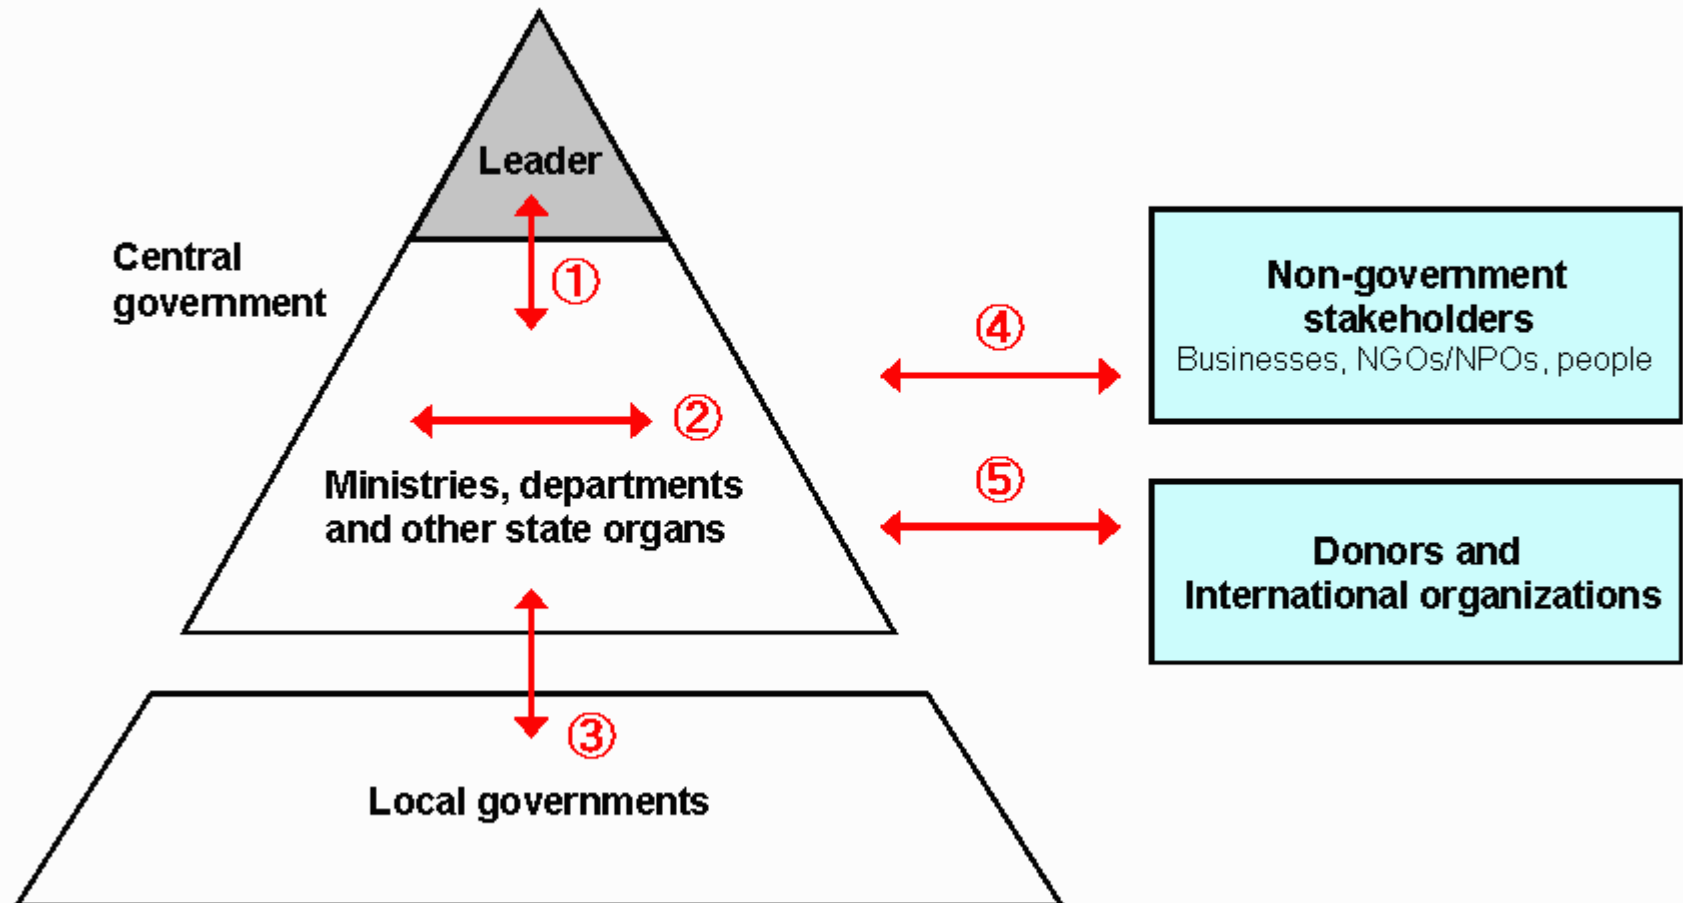 Leader
Central
government
①
②
Ministries, departments
and other state organs
③
Local governments
④
Non-government
stakeholders
Businesses, NGOs/NPOs, people
⑤
Donors and
International organizations